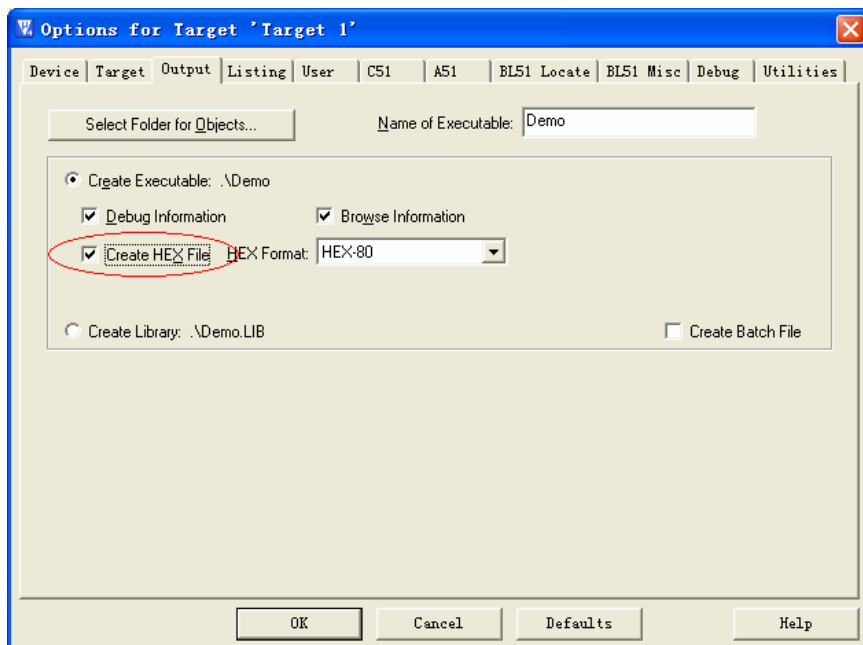 Options for Target 'Target 1'
Device Target Output Listing User C51 A51 BL51 Locate BL51 Misc Debug Utilities
Select Folder for Objects... Name of Executable: Demo
Create Executable: .\Demo
Debug Information Browse Information
Create HEX File HEX Format: HEX-80
Create Library: .\Demo.LIB Create Batch File
OK Cancel Defaults Help